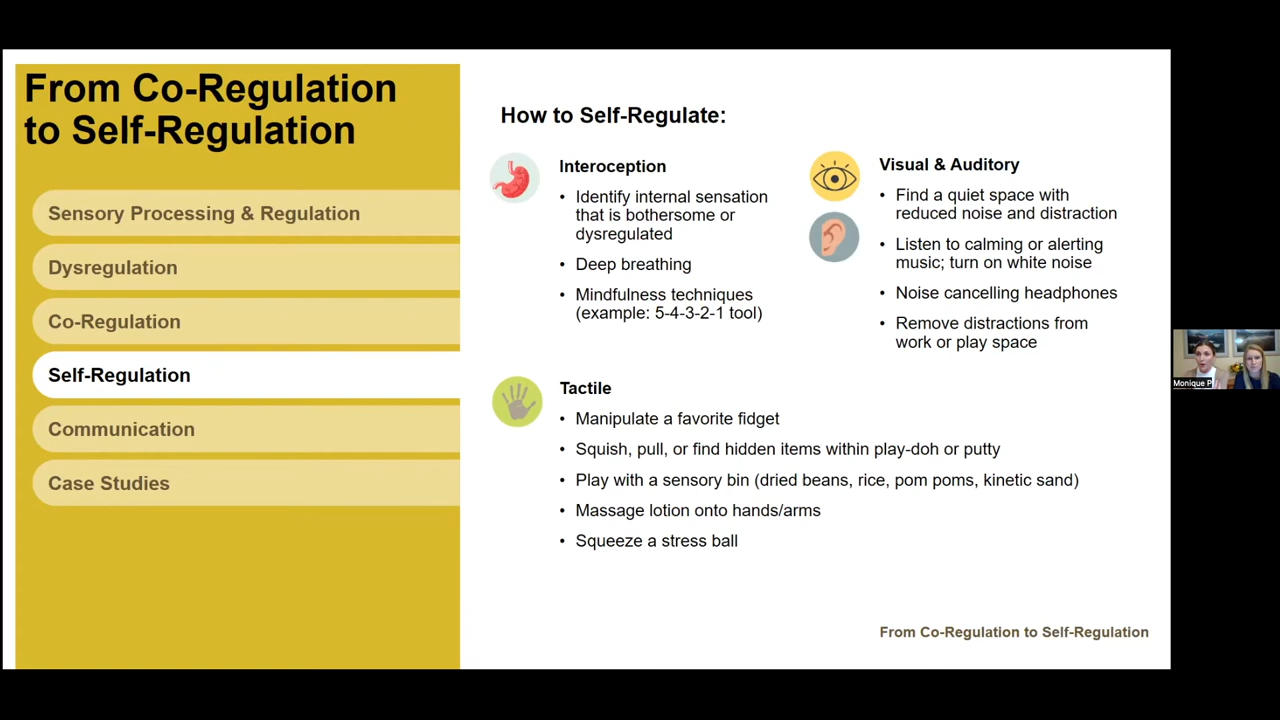 From Co-Regulation
to Self-Regulation
Sensory Processing & Regulation
Dysregulation
Co-Regulation
Self-Regulation
Communication
Case Studies
How to Self-Regulate:
Interoception
• Identify internal sensation
that is bothersome or
dysregulated
• Deep breathing
• Mindfulness techniques
(example: 5-4-3-2-1 tool)
Visual & Auditory
• Find a quiet space with
reduced noise and distraction
• Listen to calming or alerting
music; turn on white noise
• Noise cancelling headphones
• Remove distractions from
work or play space
Tactile
• Manipulate a favorite fidget
• Squish, pull, or find hidden items within play-doh or putty
• Play with a sensory bin (dried beans, rice, pom poms, kinetic sand)
• Massage lotion onto hands/arms
• Squeeze a stress ball
From Co-Regulation to Self-Regulation
Monique P